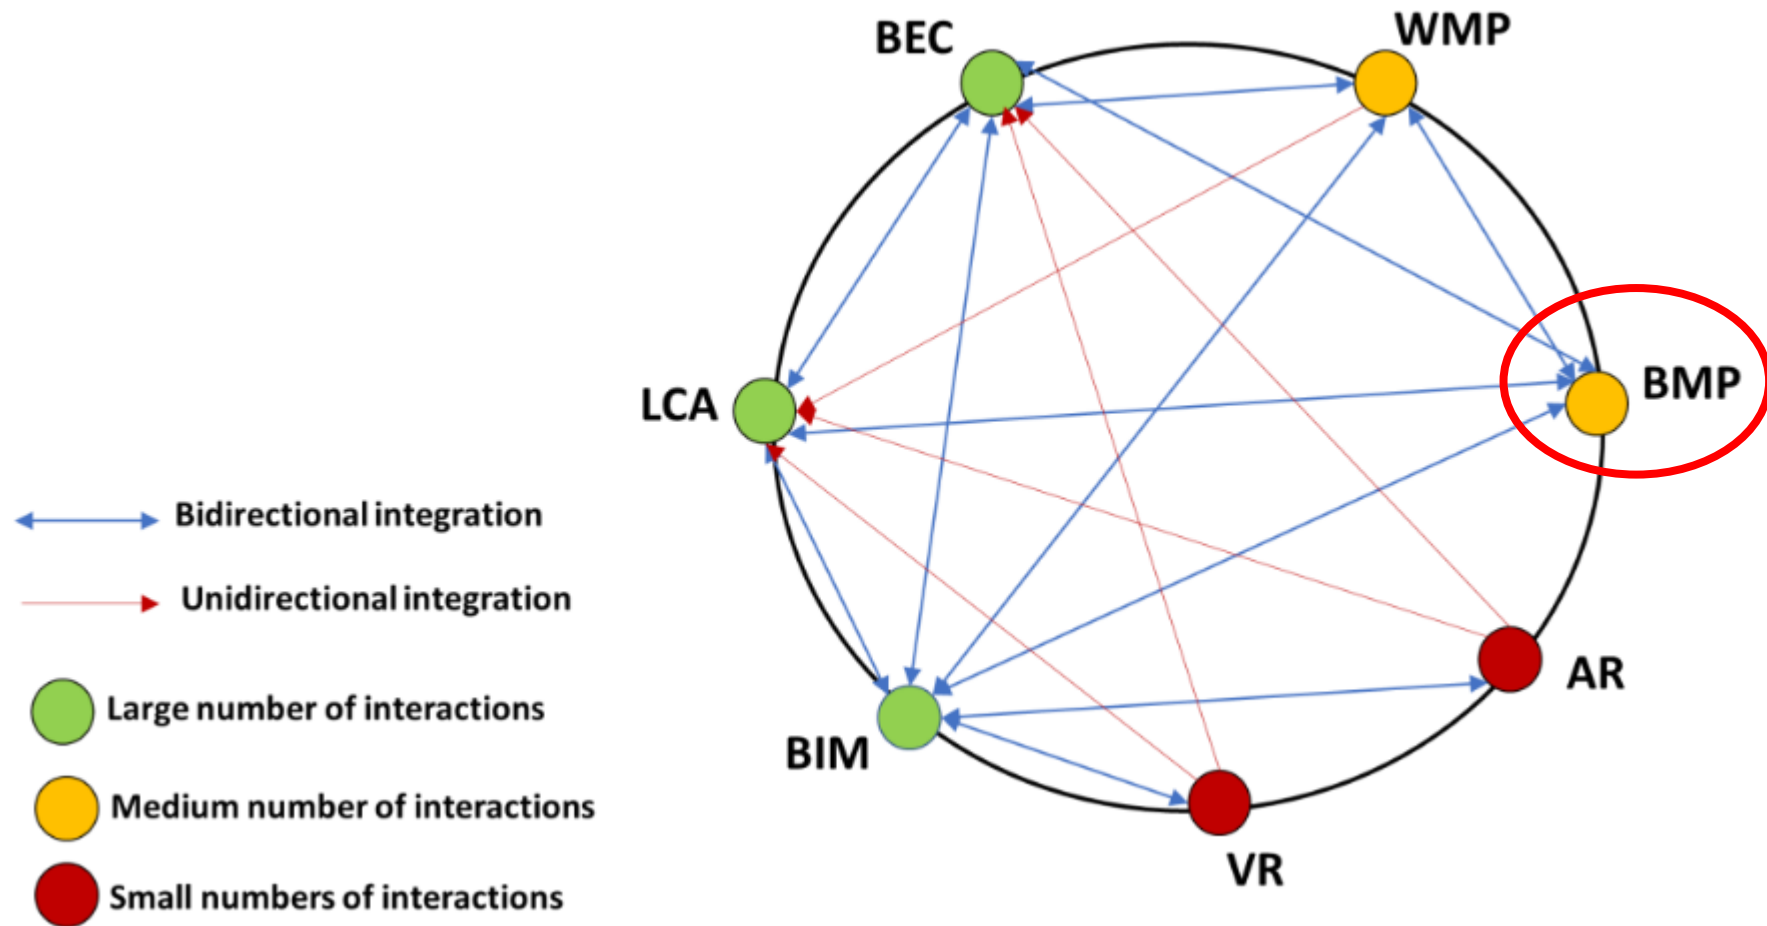 BEC
WMP
BMP
LCA
Bidirectional integration
Unidirectional integration
AR
Large number of interactions
BIM
Medium number of interactions
VR
Small numbers of interactions